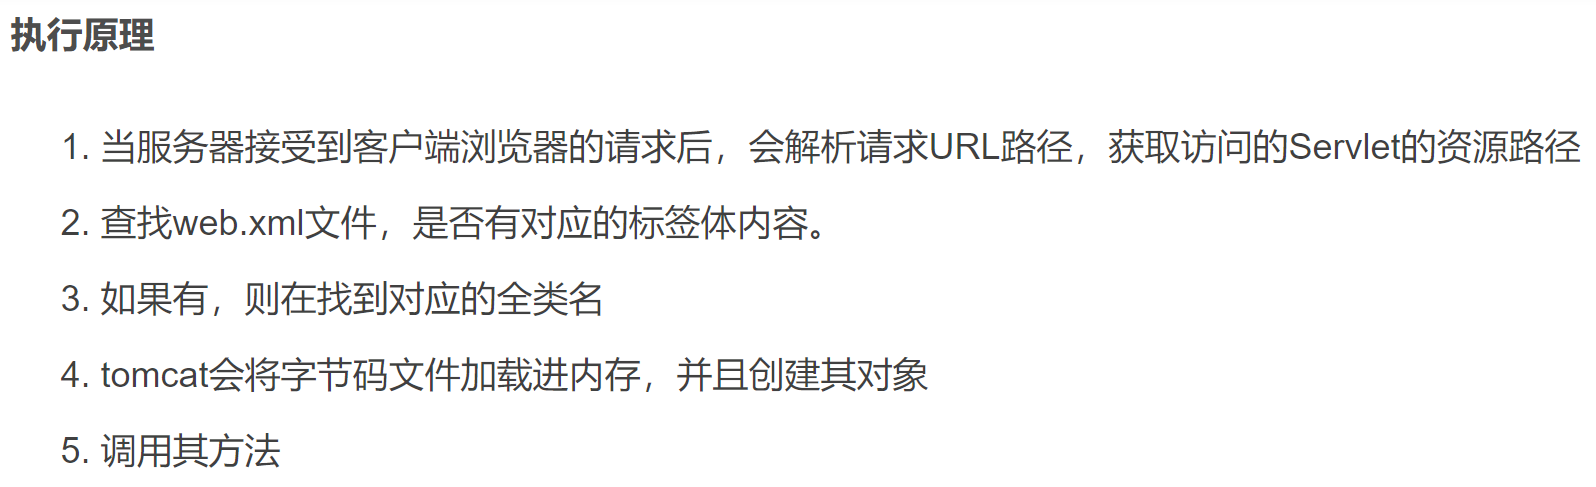 执行原理
1. 当服务器接受到客户端浏览器的请求后，会解析请求URL路径，获取访问的Servlet的资源路径
2. 查找web.xml文件，是否有对应的标签体内容。
3. 如果有，则在找到对应的全类名
4. tomcat会将字节码文件加载进内存，并且创建其对象
5. 调用其方法